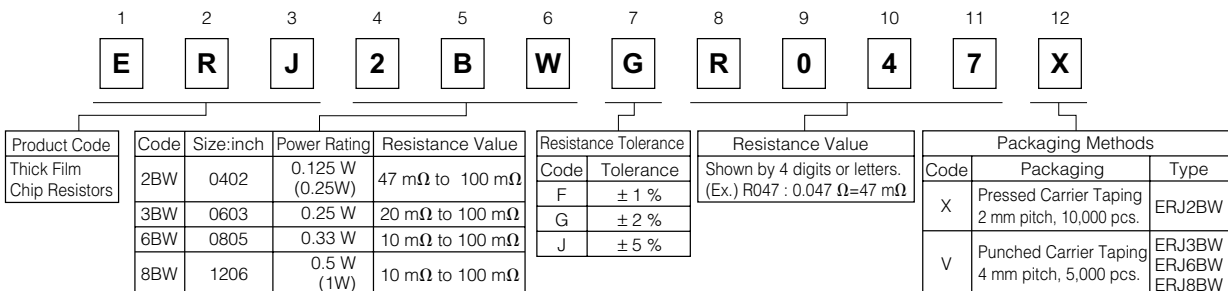 1 2 3 4 5 6 7 8 9 10 11 12
E R J 2 B W G R 0 4 7 X
Product Code
Thick Film
Chip Resistors
Code Size:inch Power Rating Resistance Value
2BW 0402 0.125 W (0.25W) 47 mΩ to 100 mΩ
3BW 0603 0.25 W 20 mΩ to 100 mΩ
6BW 0805 0.33 W 10 mΩ to 100 mΩ
8BW 1206 0.5 W (1W) 10 mΩ to 100 mΩ
Resistance Tolerance
Code Tolerance
F ± 1 %
G ± 2 %
J ± 5 %
Resistance Value
Shown by 4 digits or letters.
(Ex.) R047 : 0.047 Ω=47 mΩ
Packaging Methods
Code Packaging Type
X Pressed Carrier Taping 2 mm pitch, 10,000 pcs. ERJ2BW
V Punched Carrier Taping 4 mm pitch, 5,000 pcs. ERJ3BW ERJ6BW ERJ8BW